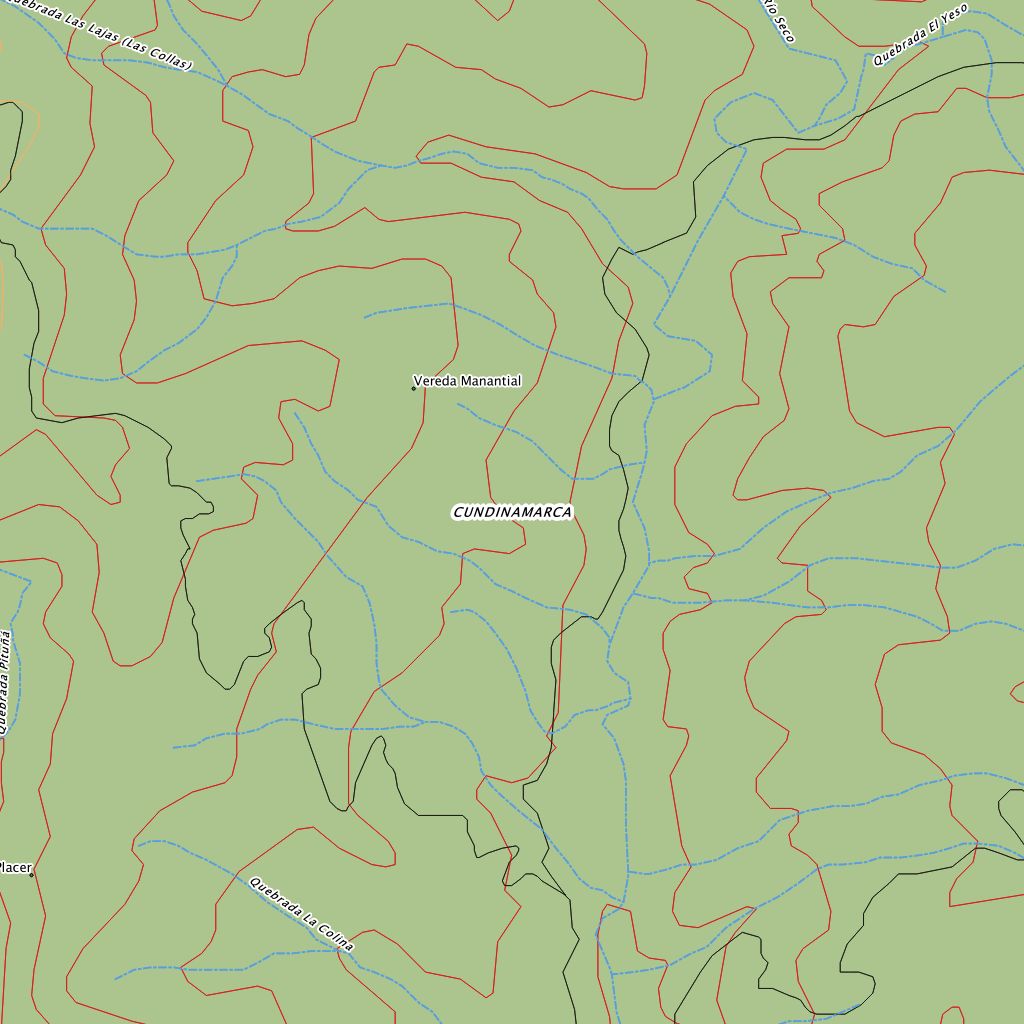 Quebrada Las Lajas (Las Collas)
Río Seco
Quebrada El Yeso
Vereda Manantial
CUNDINAMARCA
Quebrada Pituñá
Placer
Quebrada La Colina